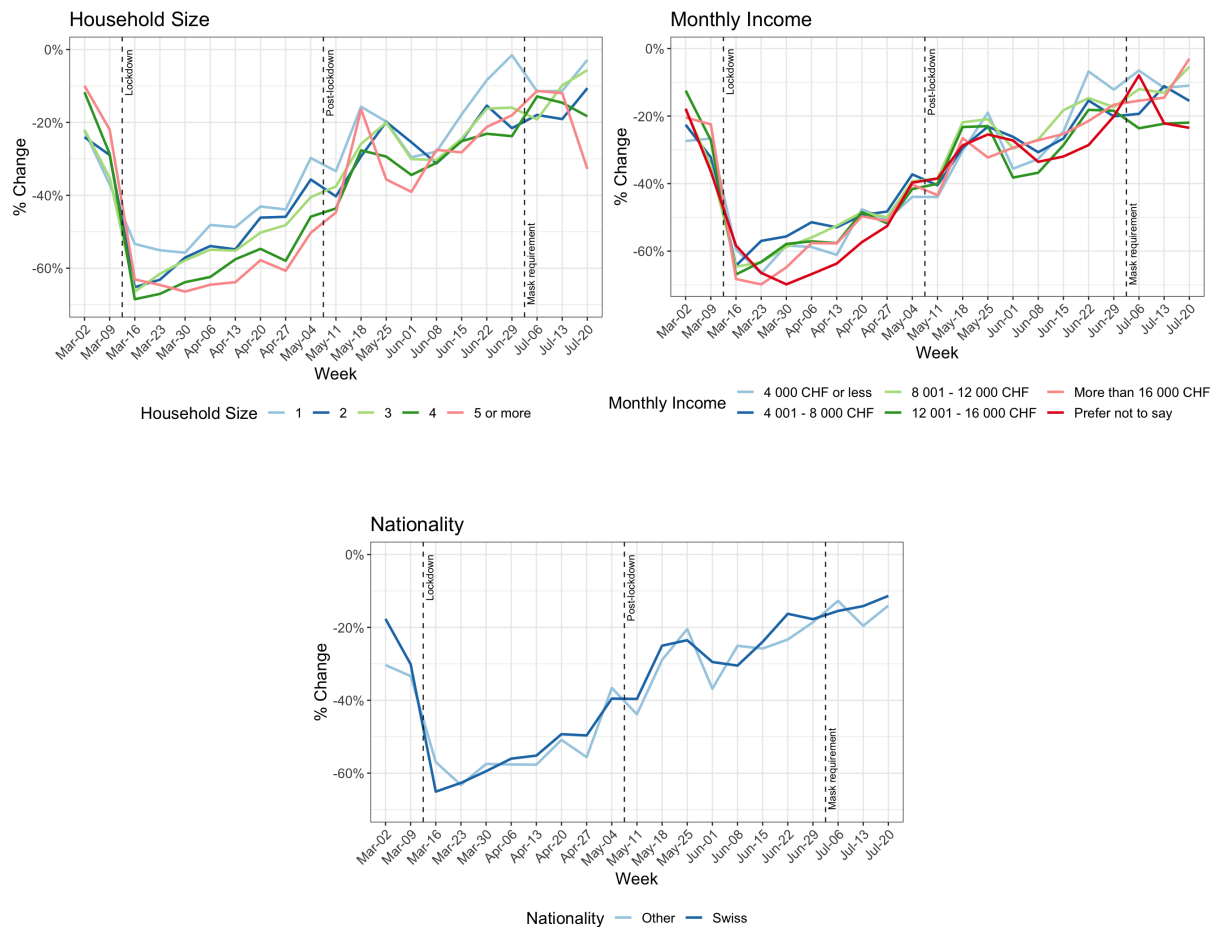 Household Size
% Change
0%
-20%
-40%
-60%
Lockdown
Post-lockdown
Mask requirement
Mar-02 Mar-09 Mar-16 Mar-23 Mar-30 Apr-06 Apr-13 Apr-20 Apr-27 May-04 May-11 May-18 May-25 Jun-01 Jun-08 Jun-15 Jun-22 Jun-29 Jul-06 Jul-13 Jul-20
Week
Household Size 1 2 3 4 5 or more
Monthly Income
% Change
0%
-20%
-40%
-60%
Lockdown
Post-lockdown
Mask requirement
Mar-02 Mar-09 Mar-16 Mar-23 Mar-30 Apr-06 Apr-13 Apr-20 Apr-27 May-04 May-11 May-18 May-25 Jun-01 Jun-08 Jun-15 Jun-22 Jun-29 Jul-06 Jul-13 Jul-20
Week
Monthly Income
4 000 CHF or less 8 001 - 12 000 CHF More than 16 000 CHF
4 001 - 8 000 CHF 12 001 - 16 000 CHF Prefer not to say
Nationality
% Change
0%
-20%
-40%
-60%
Lockdown
Post-lockdown
Mask requirement
Mar-02 Mar-09 Mar-16 Mar-23 Mar-30 Apr-06 Apr-13 Apr-20 Apr-27 May-04 May-11 May-18 May-25 Jun-01 Jun-08 Jun-15 Jun-22 Jun-29 Jul-06 Jul-13 Jul-20
Week
Nationality Other Swiss